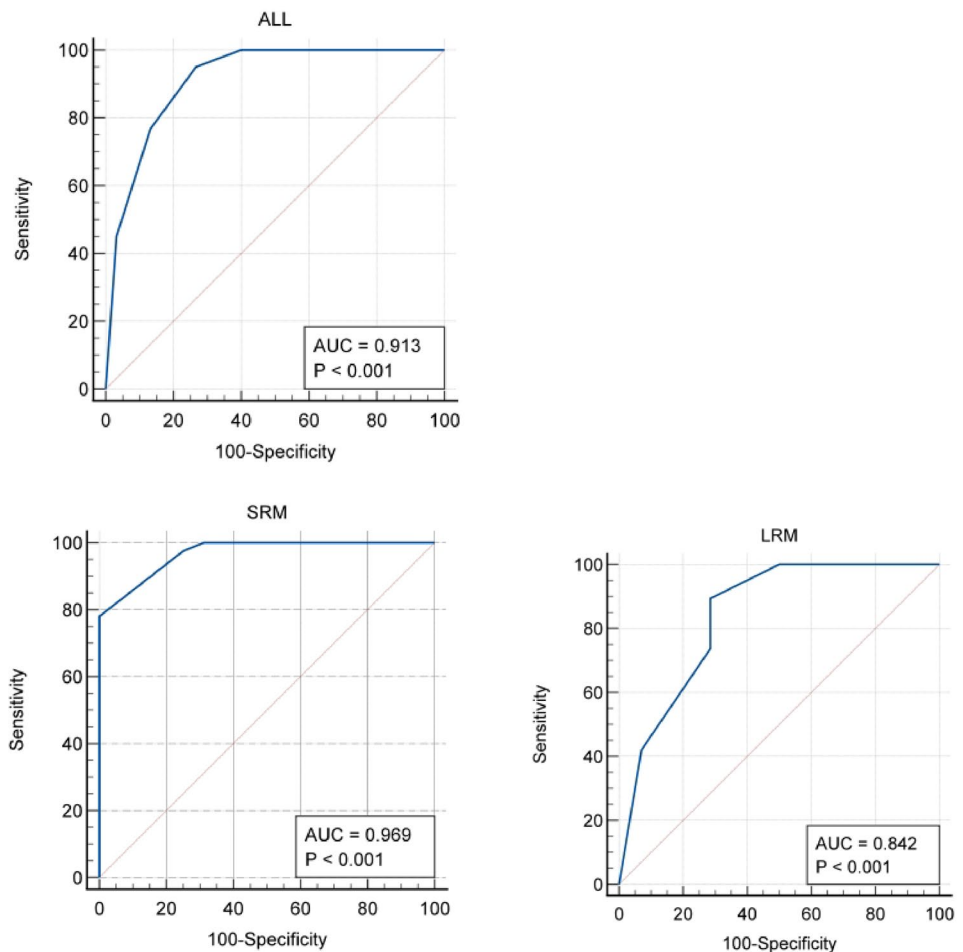 ALL
100
80
60
40
20
0
Sensitivity
AUC = 0.913
P < 0.001
0 20 40 60 80 100
100-Specificity
SRM
100
80
60
40
20
0
Sensitivity
AUC = 0.969
P < 0.001
0 20 40 60 80 100
100-Specificity
LRM
100
80
60
40
20
0
Sensitivity
AUC = 0.842
P < 0.001
0 20 40 60 80 100
100-Specificity